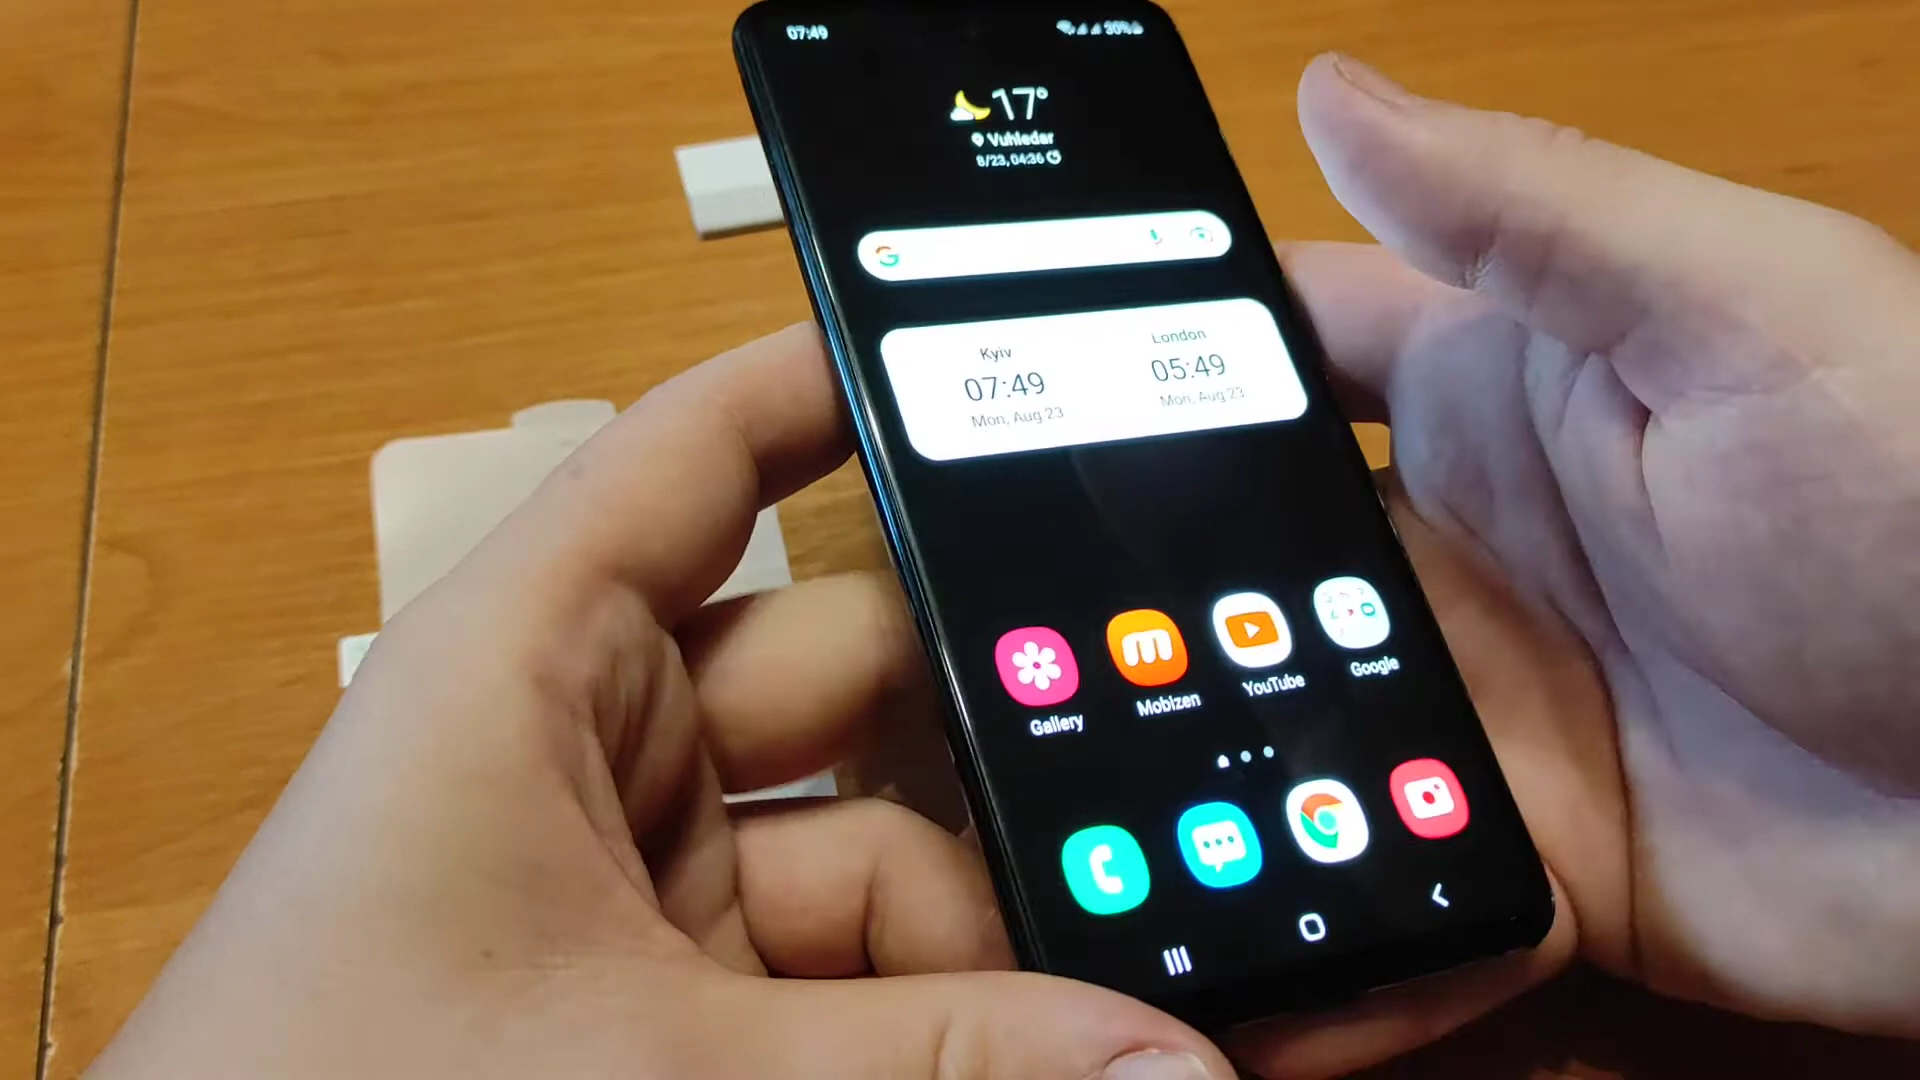 07:49
30%
17°
Vuhledar
8/23, 04:36
G
Kyiv
London
07:49
05:49
Mon, Aug 23
Mon, Aug 23
Gallery
Mobizen
YouTube
Google